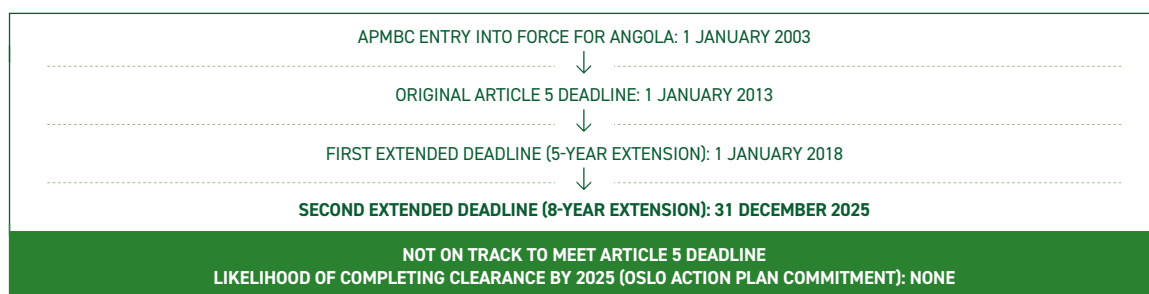 APMBC ENTRY INTO FORCE FOR ANGOLA: 1 JANUARY 2003
ORIGINAL ARTICLE 5 DEADLINE: 1 JANUARY 2013
FIRST EXTENDED DEADLINE (5-YEAR EXTENSION): 1 JANUARY 2018
SECOND EXTENDED DEADLINE (8-YEAR EXTENSION): 31 DECEMBER 2025
NOT ON TRACK TO MEET ARTICLE 5 DEADLINE
LIKELIHOOD OF COMPLETING CLEARANCE BY 2025 (OSLO ACTION PLAN COMMITMENT): NONE